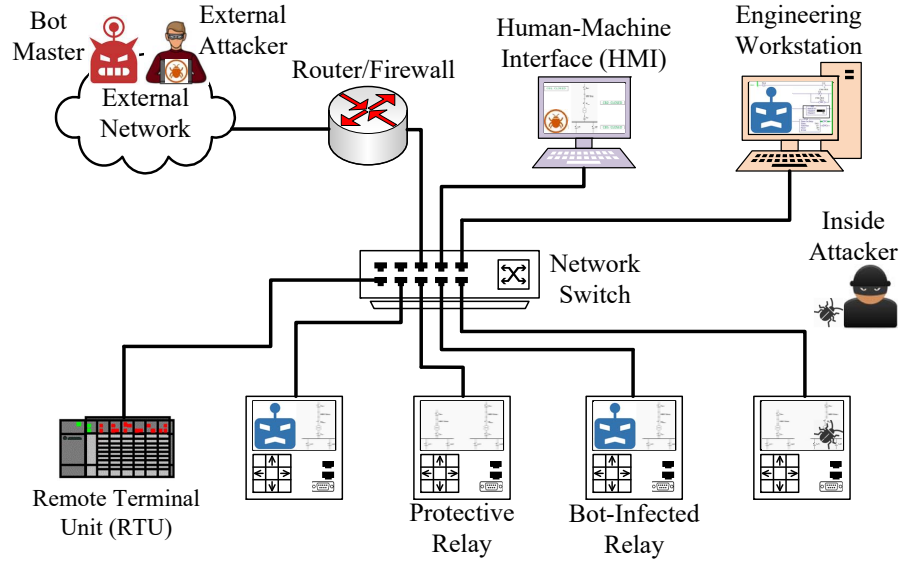 Bot
Master
External
Attacker
External
Network
Router/Firewall
Human-Machine
Interface (HMI)
Engineering
Workstation
Inside
Attacker
Network
Switch
Remote Terminal
Unit (RTU)
Protective
Relay
Bot-Infected
Relay